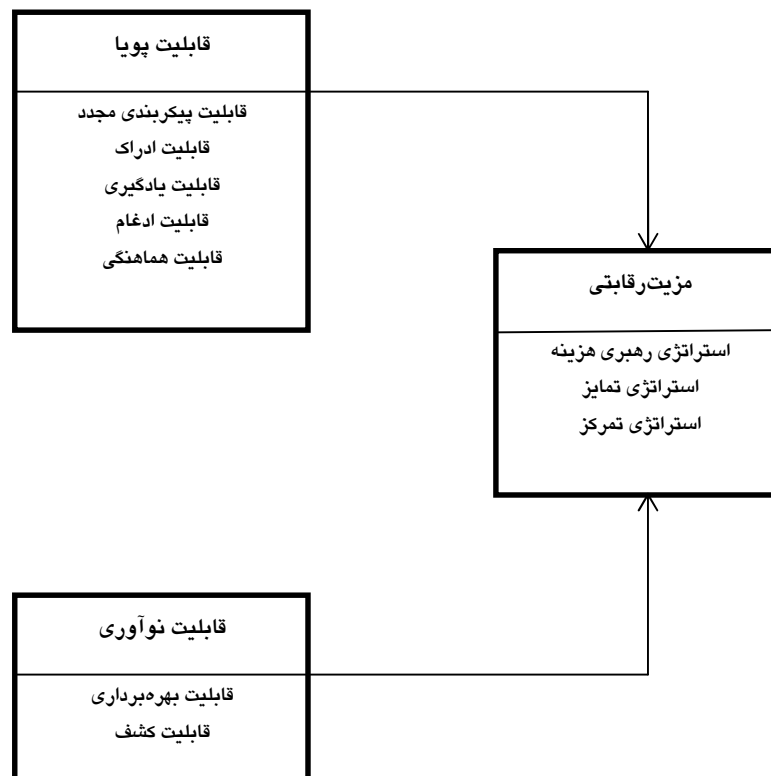 قابلیت پویا
قابلیت پیکربندی مجدد
قابلیت ادراک
قابلیت یادگیری
قابلیت ادغام
قابلیت هماهنگی
مزیت‌رقابتی
استراتژی رهبری هزینه
استراتژی تمایز
استراتژی تمرکز
قابلیت نوآوری
قابلیت بهره‌برداری
قابلیت کشف